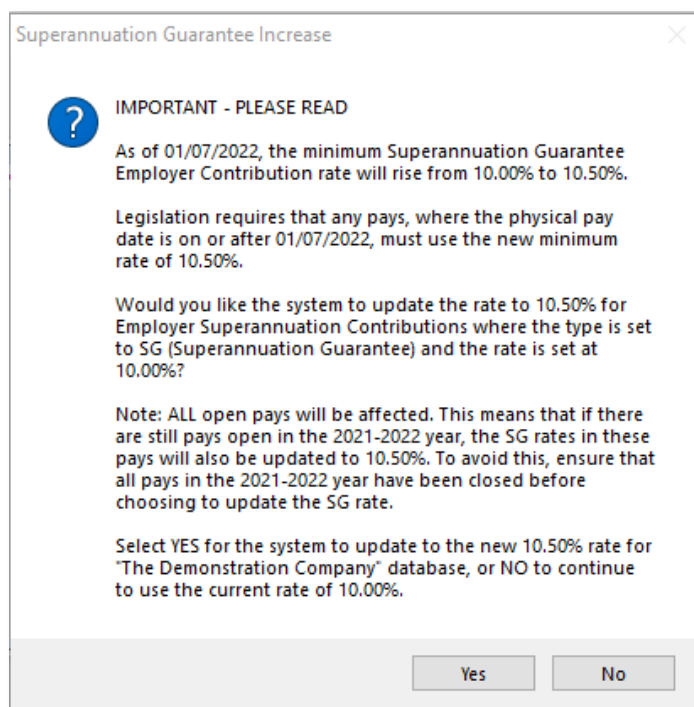 Superannuation Guarantee Increase
IMPORTANT - PLEASE READ
As of 01/07/2022, the minimum Superannuation Guarantee
Employer Contribution rate will rise from 10.00% to 10.50%.
Legislation requires that any pays, where the physical pay
date is on or after 01/07/2022, must use the new minimum
rate of 10.50%.
Would you like the system to update the rate to 10.50% for
Employer Superannuation Contributions where the type is set
to SG (Superannuation Guarantee) and the rate is set at
10.00%?
Note: ALL open pays will be affected. This means that if there
are still pays open in the 2021-2022 year, the SG rates in these
pays will also be updated to 10.50%. To avoid this, ensure that
all pays in the 2021-2022 year have been closed before
choosing to update the SG rate.
Select YES for the system to update to the new 10.50% rate for
"The Demonstration Company" database, or NO to continue
to use the current rate of 10.00%.
Yes No